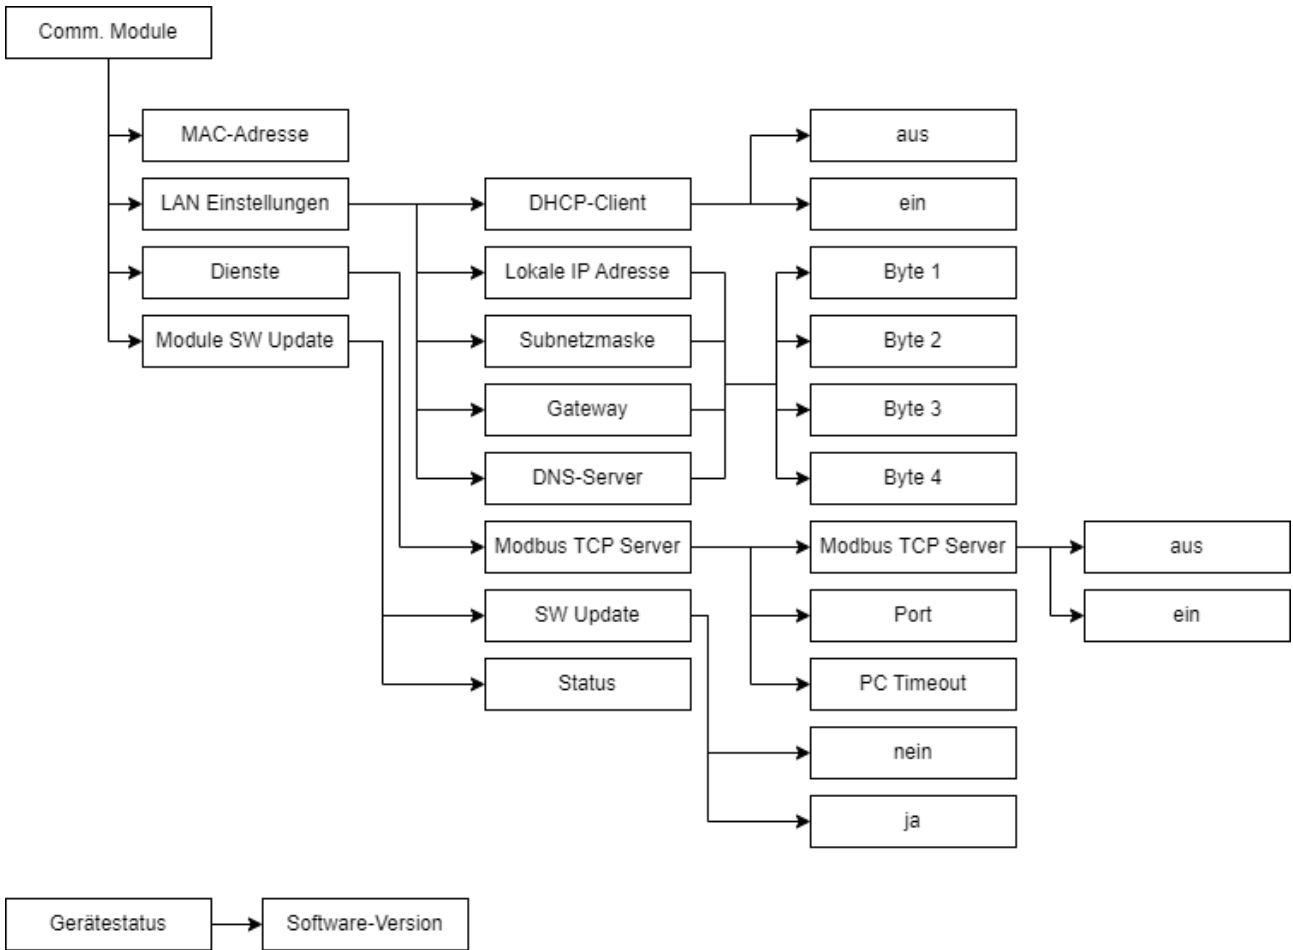 Comm. Module
MAC-Adresse
aus
LAN Einstellungen
DHCP-Client
ein
Dienste
Lokale IP Adresse
Byte 1
Module SW Update
Subnetzmaske
Byte 2
Gateway
Byte 3
DNS-Server
Byte 4
Modbus TCP Server
Modbus TCP Server
aus
SW Update
Port
ein
Status
PC Timeout
nein
ja
Gerätestatus
Software-Version